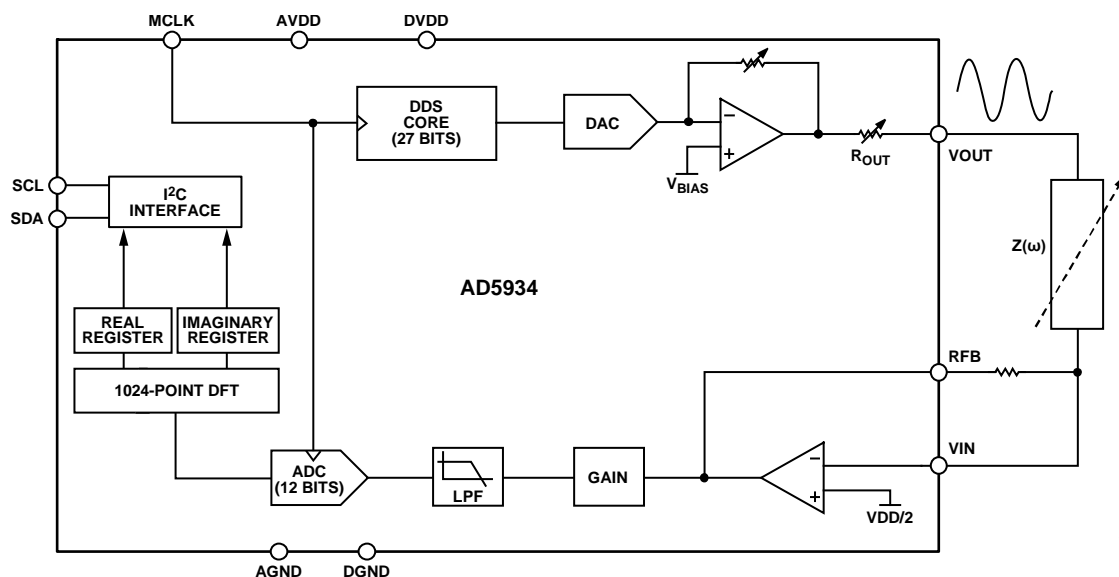 MCLK
AVDD
DVDD
DDS
CORE
(27 BITS)
DAC
−
+
VBIAS
ROUT
VOUT
SCL
SDA
I2C
INTERFACE
Z(ω)
AD5934
REAL
REGISTER
IMAGINARY
REGISTER
1024-POINT DFT
RFB
VIN
ADC
(12 BITS)
LPF
GAIN
−
+
VDD/2
AGND
DGND